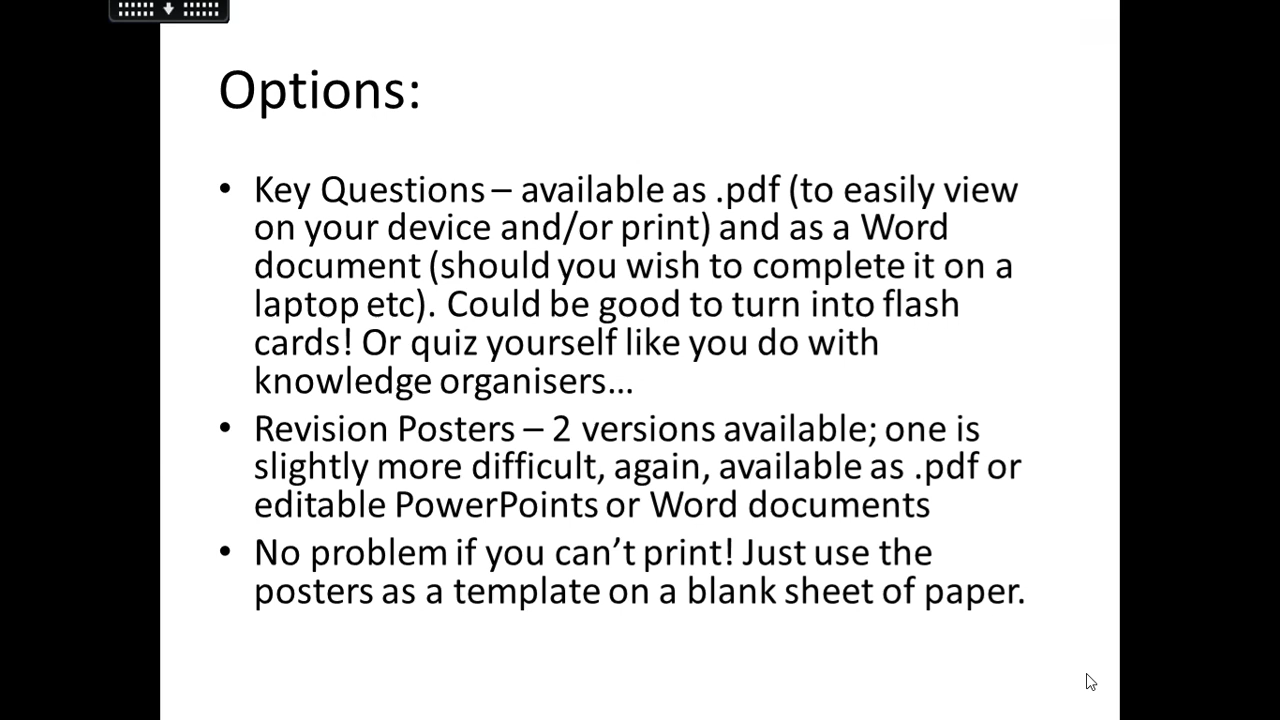 Options:
• Key Questions – available as .pdf (to easily view
on your device and/or print) and as a Word
document (should you wish to complete it on a
laptop etc). Could be good to turn into flash
cards! Or quiz yourself like you do with
knowledge organisers…
• Revision Posters – 2 versions available; one is
slightly more difficult, again, available as .pdf or
editable PowerPoints or Word documents
• No problem if you can’t print! Just use the
posters as a template on a blank sheet of paper.